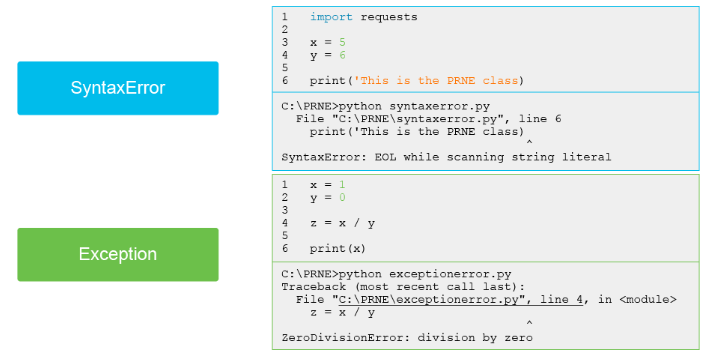 SyntaxError
1 import requests
2
3 x = 5
4 y = 6
5
6 print('This is the PRNE class)
C:\PRNE>python syntaxerror.py
File "C:\PRNE\syntaxerror.py", line 6
print('This is the PRNE class)
^
SyntaxError: EOL while scanning string literal
Exception
1 x = 1
2 y = 0
3
4 z = x / y
5
6 print(x)
C:\PRNE>python exceptionerror.py
Traceback (most recent call last):
File "C:\PRNE\exceptionerror.py", line 4, in <module>
z = x / y
^
ZeroDivisionError: division by zero